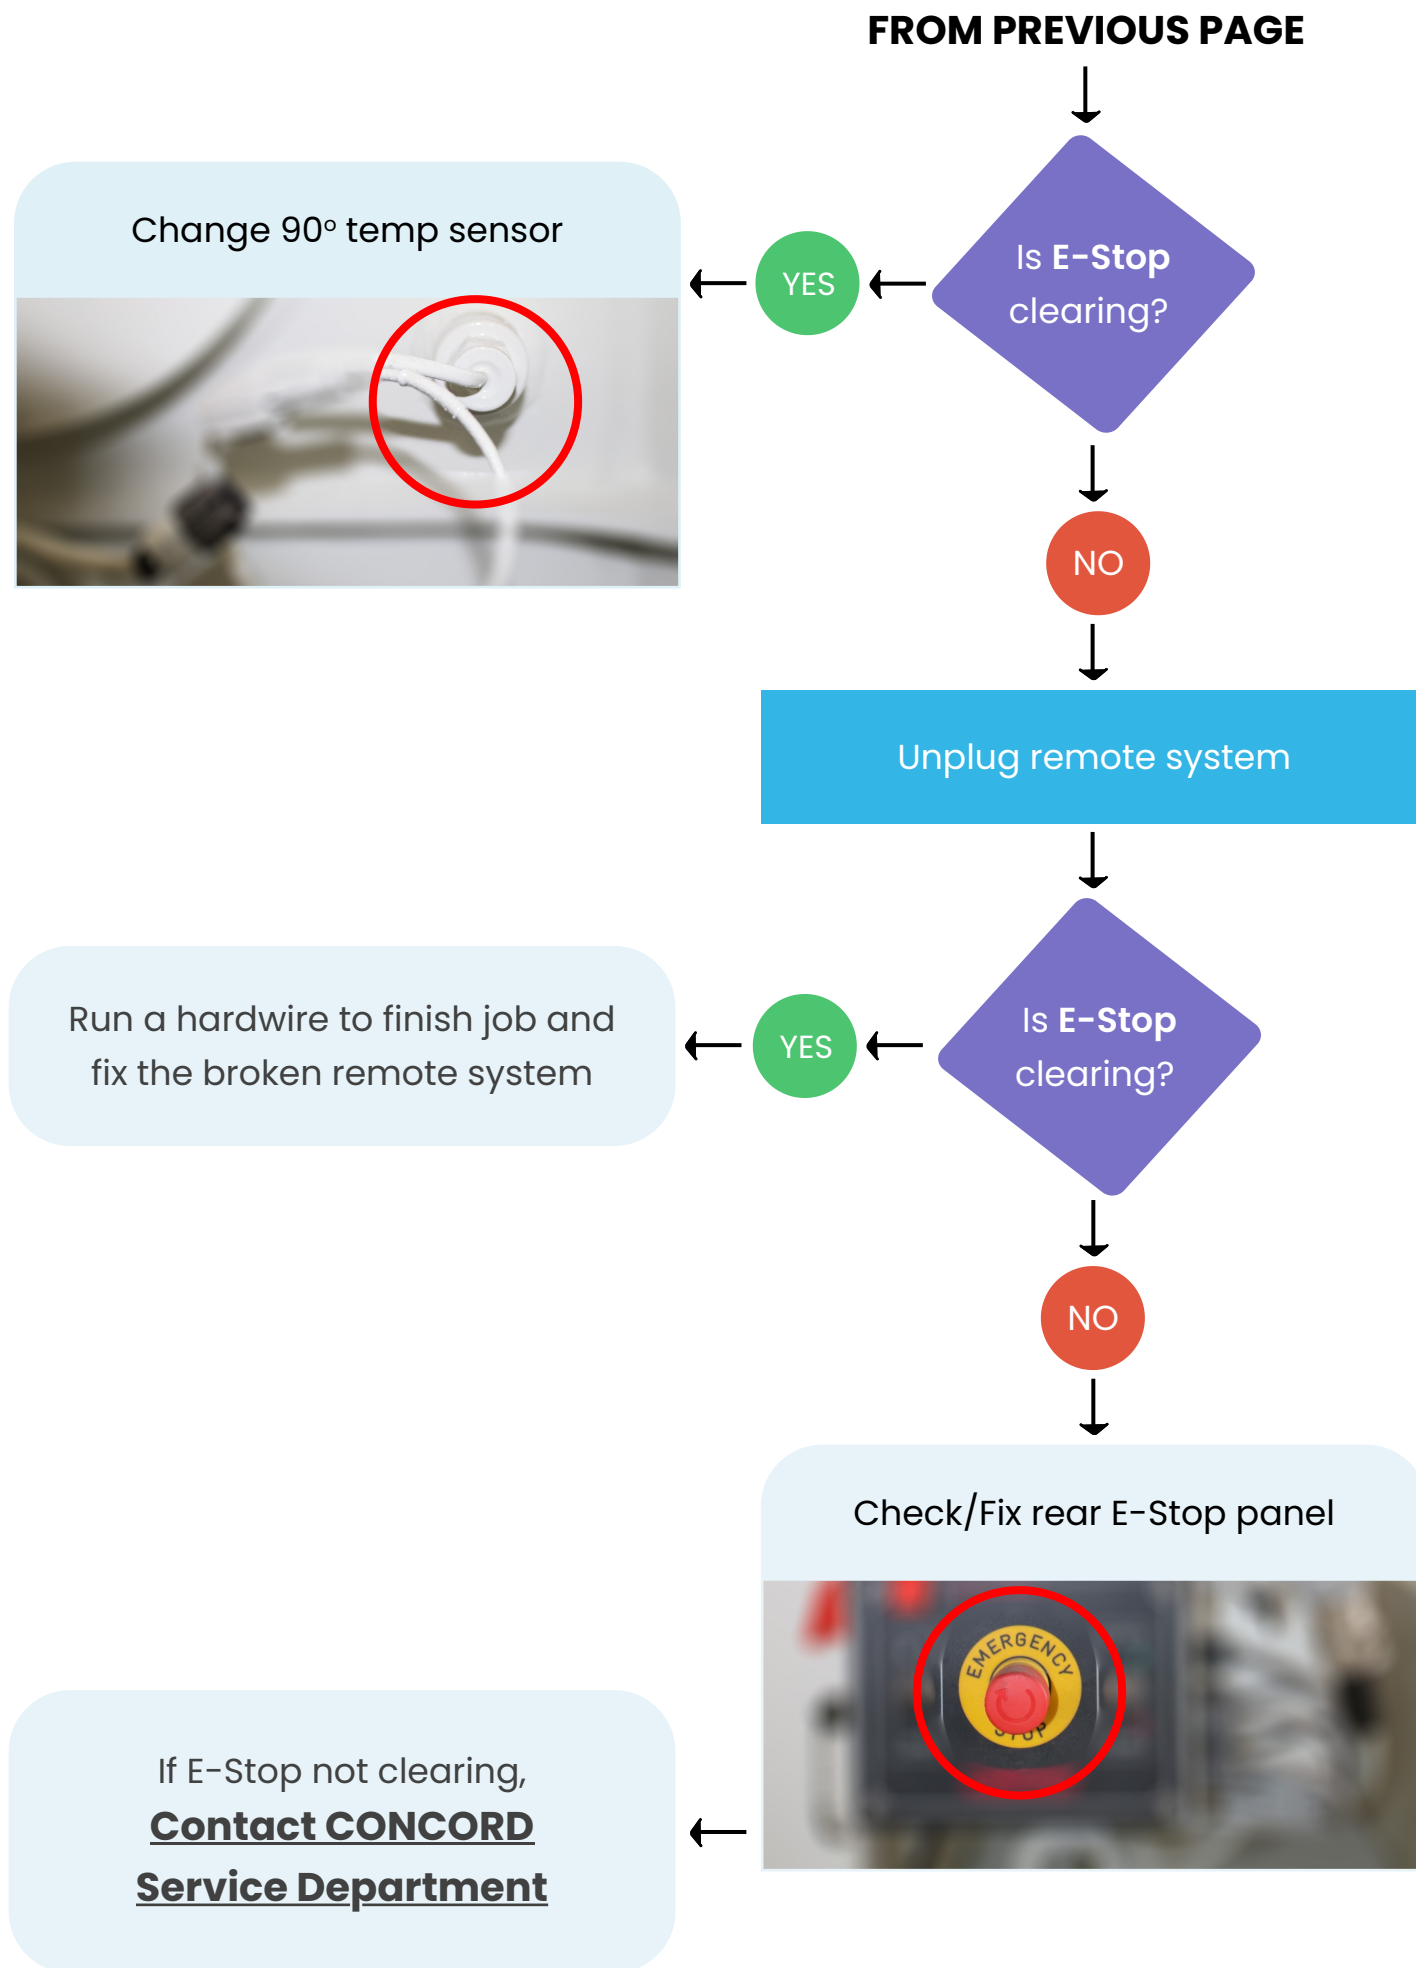 FROM PREVIOUS PAGE
Is E-Stop
clearing?
YES
Change 90° temp sensor
NO
Unplug remote system
Is E-Stop
clearing?
YES
Run a hardwire to finish job and
fix the broken remote system
NO
Check/Fix rear E-Stop panel
EMERGENCY
STOP
If E-Stop not clearing,
Contact CONCORD
Service Department